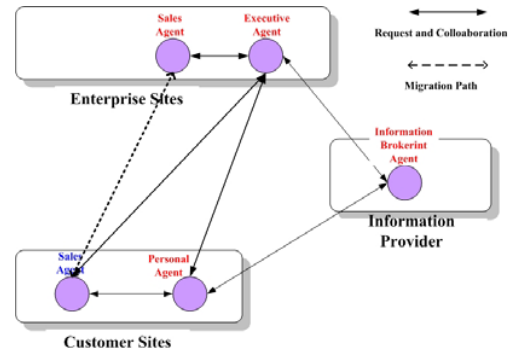 Sales
Agent
Executive
Agent
Request and Colloaboration
Enterprise Sites
Migration Path
Information
Brokerint
Agent
Information
Provider
Sales
Agent
Personal
Agent
Customer Sites